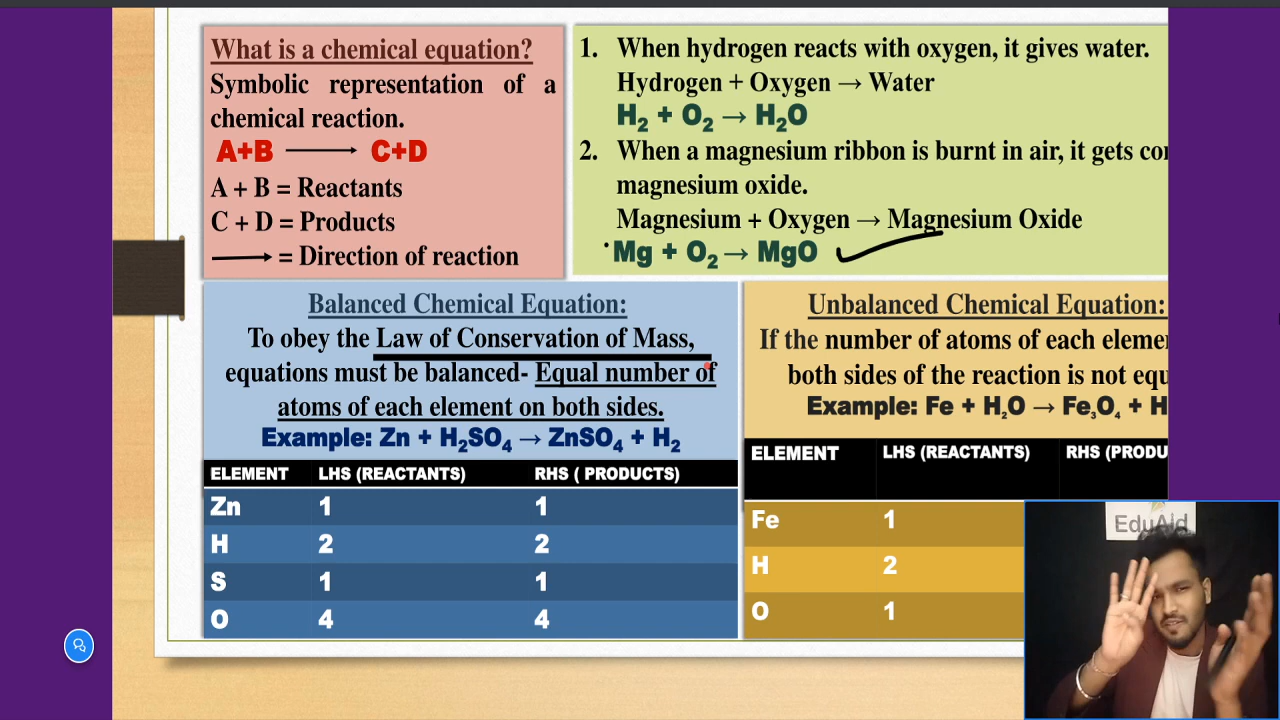 What is a chemical equation?
Symbolic representation of a
chemical reaction.
A+B → C+D
A + B = Reactants
C + D = Products
→ = Direction of reaction
1. When hydrogen reacts with oxygen, it gives water.
Hydrogen + Oxygen → Water
H₂ + O₂ → H₂O
2. When a magnesium ribbon is burnt in air, it gets
magnesium oxide.
Magnesium + Oxygen → Magnesium Oxide
Mg + O₂ → MgO
Balanced Chemical Equation:
To obey the Law of Conservation of Mass,
equations must be balanced- Equal number of
atoms of each element on both sides.
Example: Zn + H₂SO₄ → ZnSO₄ + H₂
ELEMENT LHS (REACTANTS) RHS ( PRODUCTS)
Zn 1 1
H 2 2
S 1 1
O 4 4
Unbalanced Chemical Equation:
If the number of atoms of each
both sides of the reaction is not
Example: Fe + H₂O → Fe₃O₄ + H
ELEMENT LHS (REACTANTS) RHS
Fe 1
H 2
O 1
EduAid